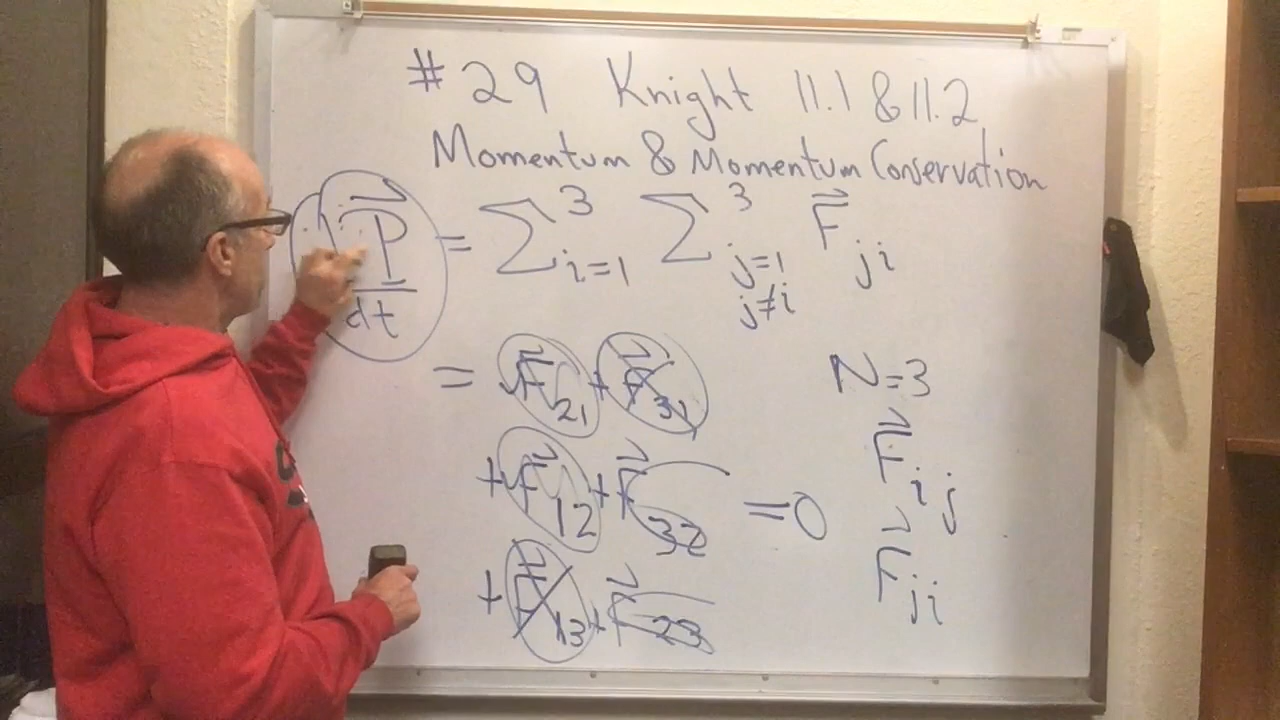 # 29 Knight 11.1 & 11.2
Momentum & Momentum Conservation
dP⃗/dt = Σ³ᵢ₌₁ Σ³ⱼ₌₁ F⃗ⱼᵢ
j≠i
= F⃗₂₁ + F⃗₃₁
N=3
+ F⃗₁₂ + F⃗₃₂ = 0
F⃗ᵢⱼ
+ F⃗₁₃ + F⃗₂₃
F⃗ⱼᵢ